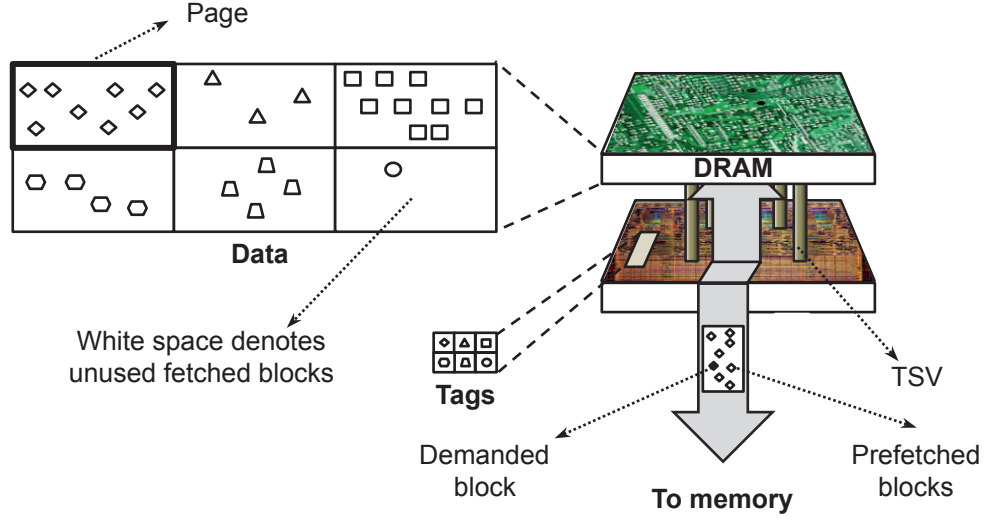 Page
DRAM
Data
White space denotes
unused fetched blocks
Tags
TSV
Demanded
block
Prefetched
blocks
To memory